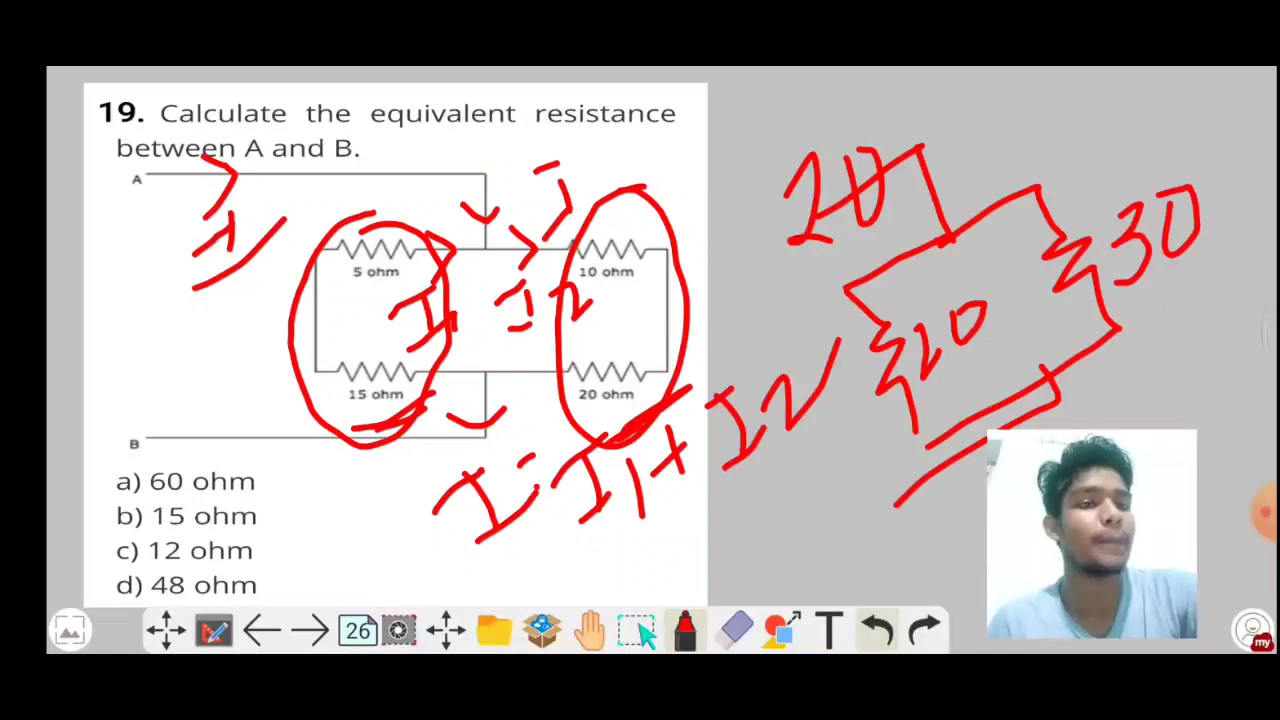 19. Calculate the equivalent resistance
between A and B.
A
5 ohm
10 ohm
15 ohm
20 ohm
B
a) 60 ohm
b) 15 ohm
c) 12 ohm
d) 48 ohm
I
I
I1
I2
I = I1 + I2
20
20
30
26
T
my